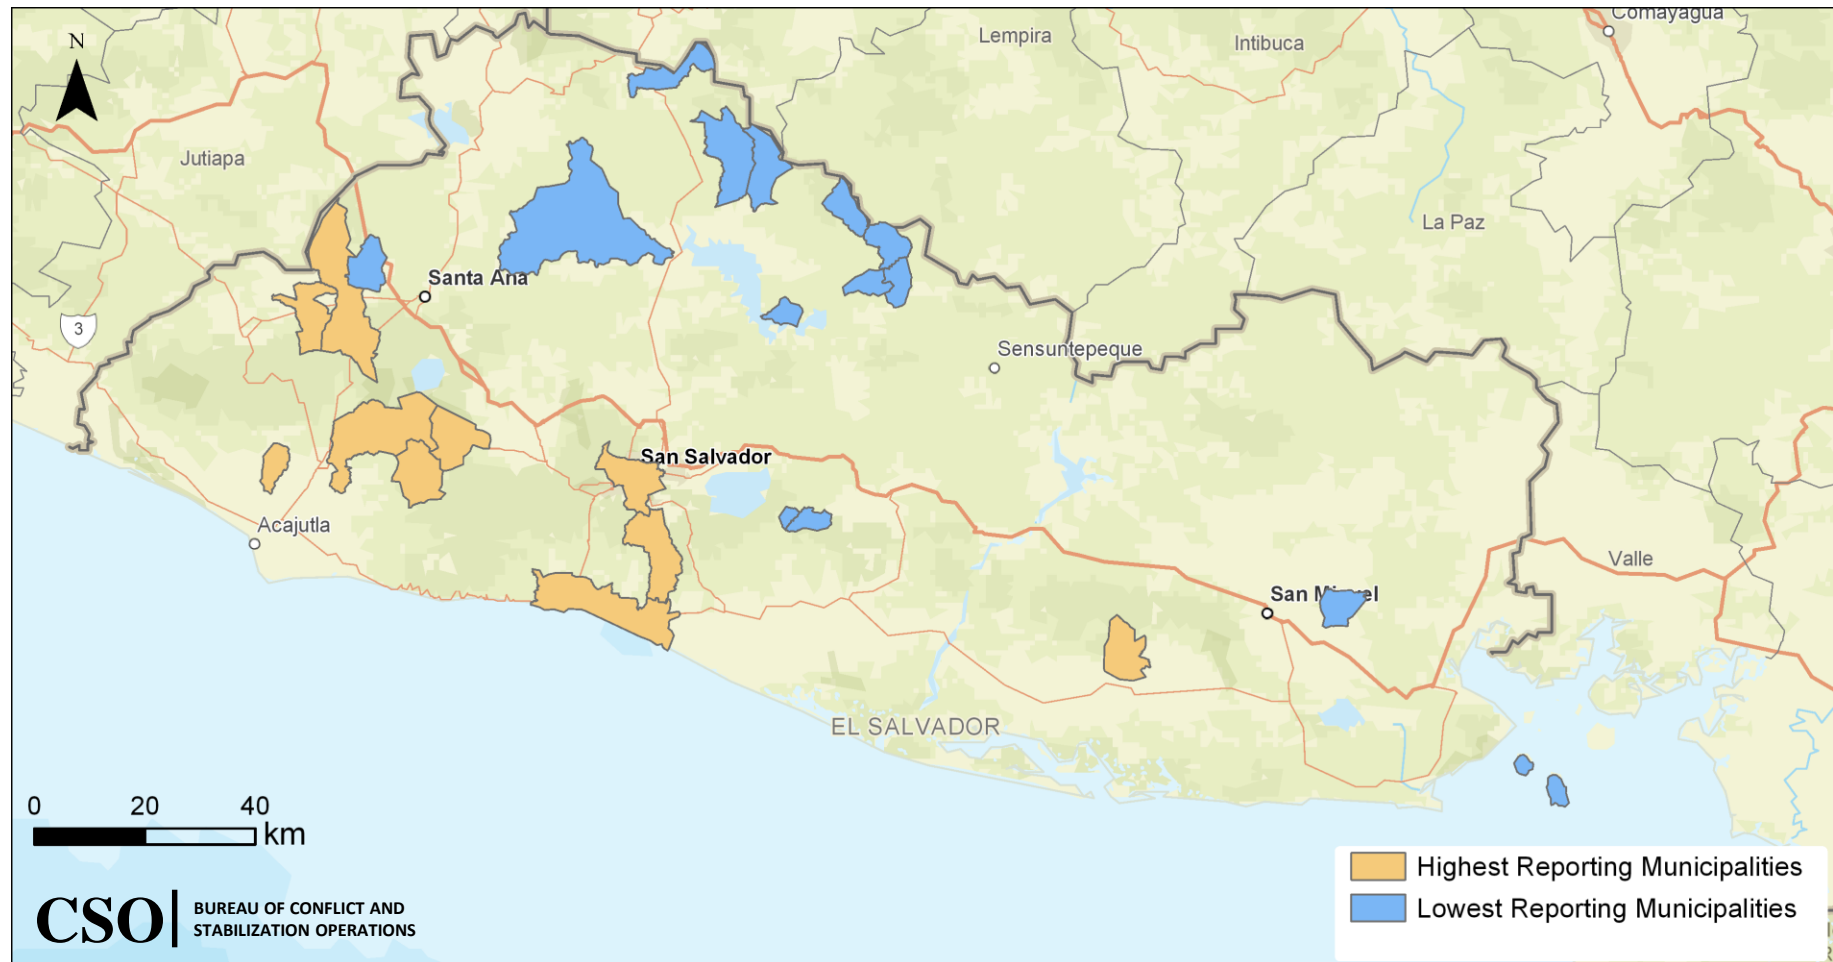 Comayagua
Lempira
Intibuca
N
Jutiapa
La Paz
Santa Ana
3
Sensuntepeque
San Salvador
Acajutla
Valle
San Miguel
EL SALVADOR
0 20 40
km
Highest Reporting Municipalities
Lowest Reporting Municipalities
CSO
BUREAU OF CONFLICT AND
STABILIZATION OPERATIONS